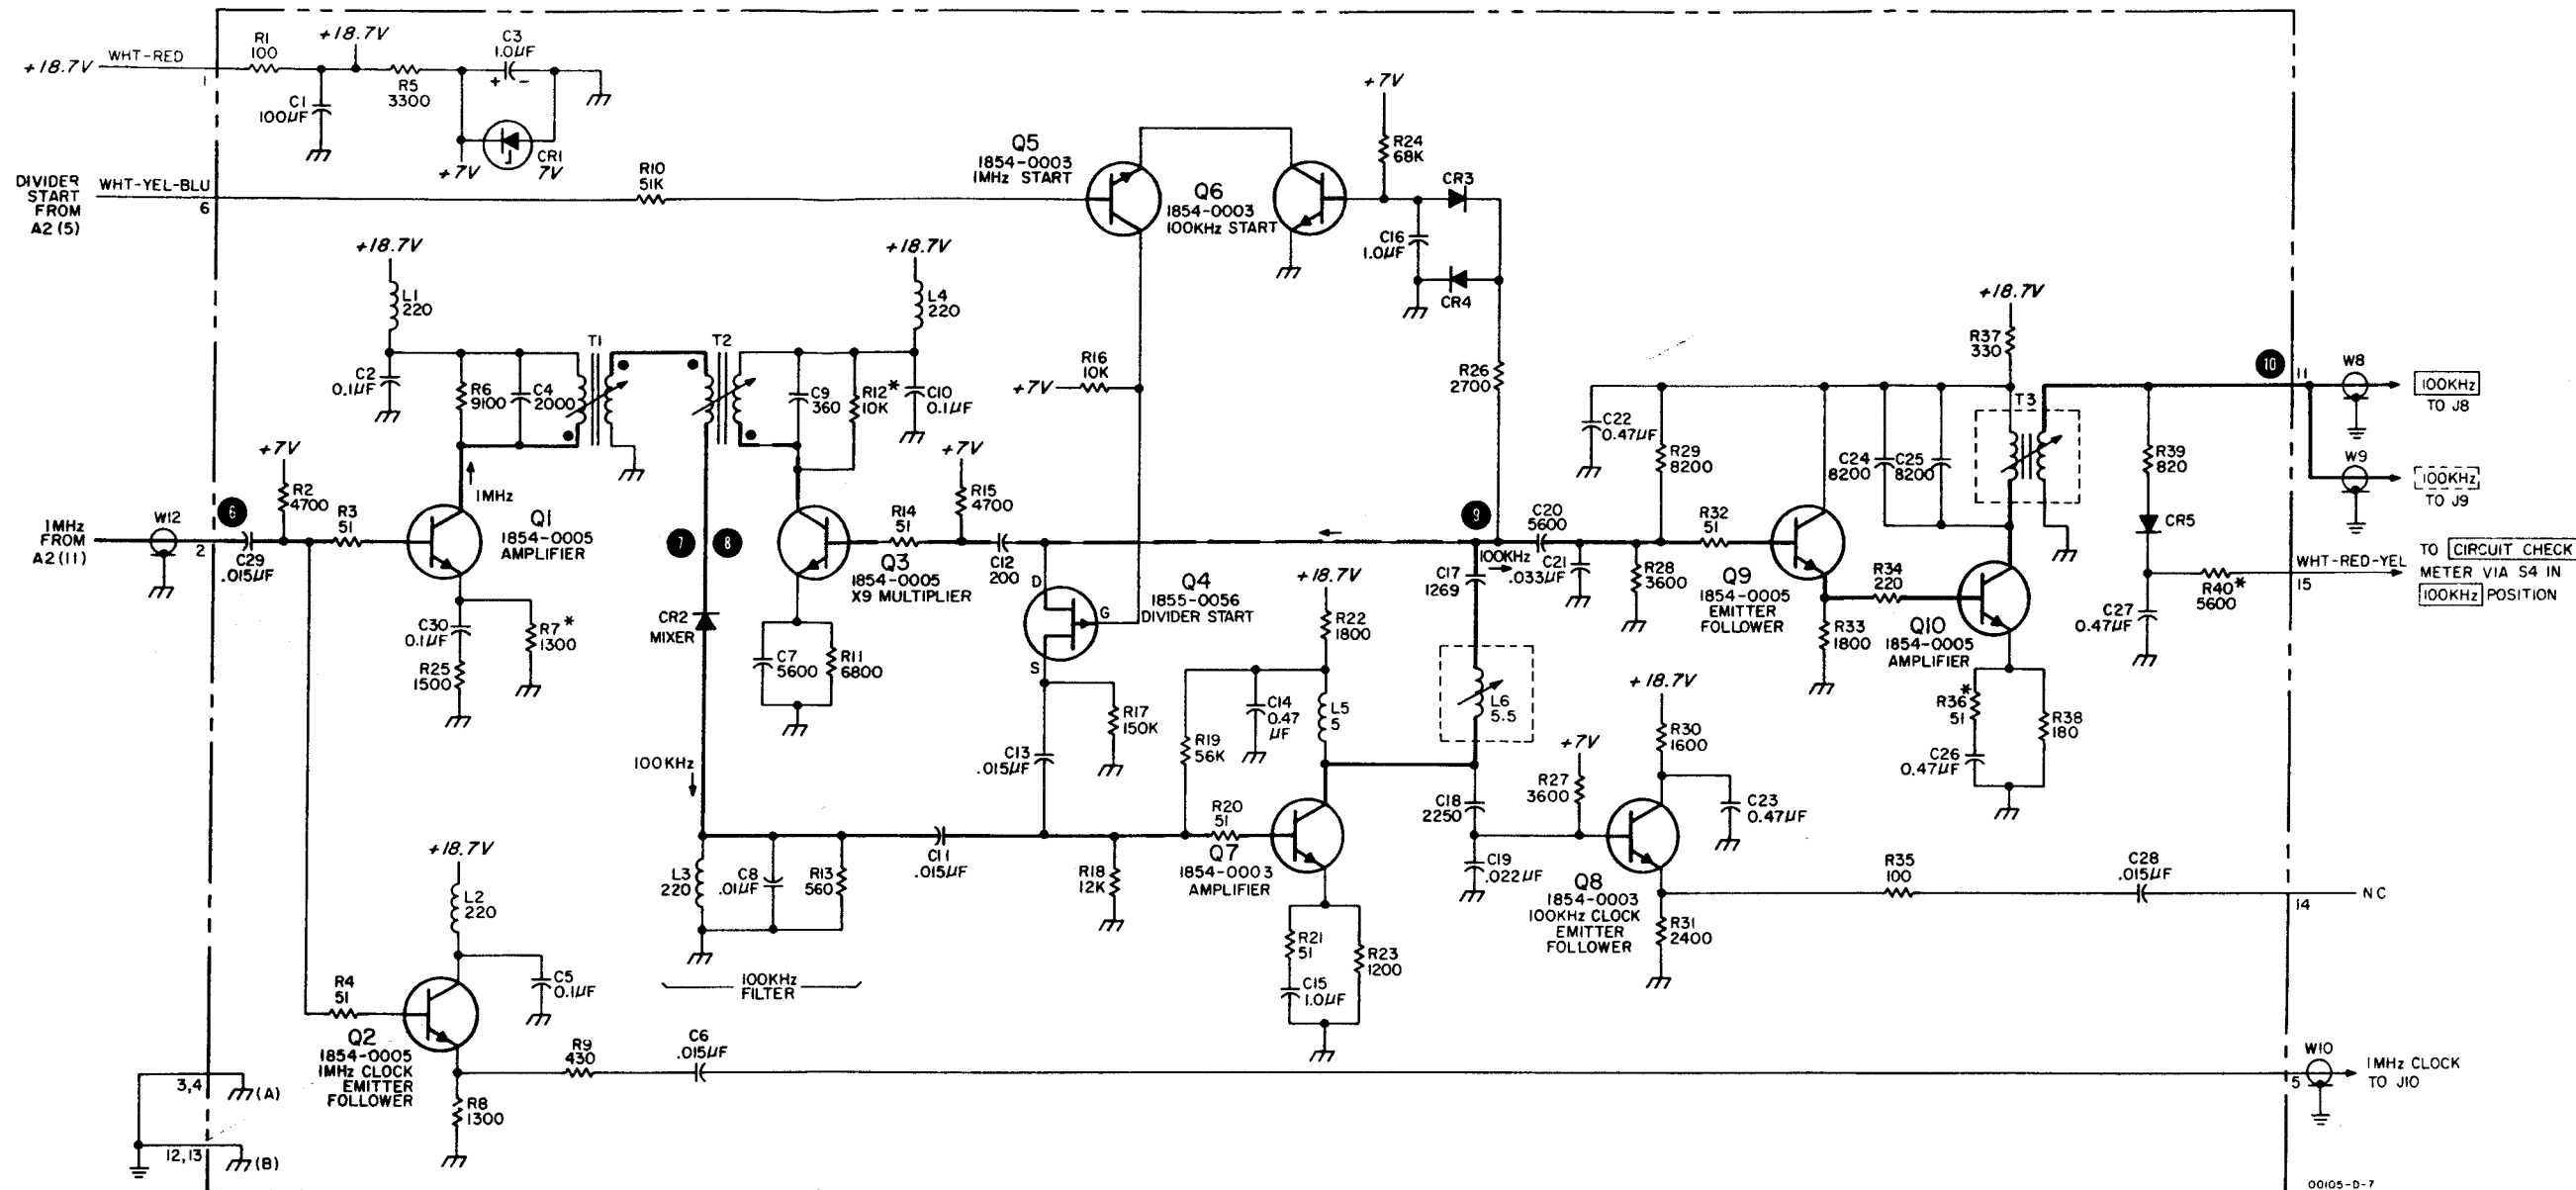 +18.7V
WHT-RED
1
R1
100
+18.7V
C1
100µF
R5
3300
C3
1.0µF
+ -
+7V
CR1
7V
DIVIDER
START
FROM
A2(5)
WHT-YEL-BLU
6
R10
51K
Q5
1854-0003
1MHz START
Q6
1854-0003
100KHz START
+7V
R24
68K
CR3
C16
1.0µF
CR4
R26
2700
+18.7V
L1
220
C2
0.1µF
R6
9100
C4
2000
T1
T2
C9
360
R12*
10K
+18.7V
L4
220
C10
0.1µF
+7V
R16
10K
1MHz
FROM
A2(11)
W12
2
6
C29
.015µF
+7V
R2
4700
R3
51
1MHz
Q1
1854-0005
AMPLIFIER
C30
0.1µF
R25
1500
R7*
1300
7
8
CR2
MIXER
Q3
1854-0005
X9 MULTIPLIER
C7
5600
R11
6800
R14
51
+7V
R15
4700
C12
200
D
G
S
Q4
1855-0056
DIVIDER START
R17
150K
C13
.015µF
9
100KHz
C17
1269
L6
5.5
C20
5600
C21
.033µF
R28
3600
C22
0.47µF
R29
8200
R32
51
Q9
1854-0005
EMITTER
FOLLOWER
R33
1800
C24
8200
C25
8200
+18.7V
R37
330
T3
R34
220
Q10
1854-0005
AMPLIFIER
R36*
51
C26
0.47µF
R38
180
10
11
W8
100KHz
TO J8
W9
100KHz
TO J9
R39
820
CR5
C27
0.47µF
R40*
5600
WHT-RED-YEL
15
TO CIRCUIT CHECK
METER VIA S4 IN
100KHz POSITION
100KHz
L3
220
C8
.01µF
R13
560
100KHz
FILTER
C11
.015µF
R18
12K
R19
56K
C14
0.47
µF
+18.7V
R22
1800
L5
5
R20
51
Q7
1854-0003
AMPLIFIER
R21
51
C15
1.0µF
R23
1200
C18
2250
C19
.022µF
+7V
R27
3600
+18.7V
R30
1600
C23
0.47µF
Q8
1854-0003
100KHz CLOCK
EMITTER
FOLLOWER
R31
2400
R35
100
C28
.015µF
14
NC
+18.7V
L2
220
C5
0.1µF
R4
51
Q2
1854-0005
1MHz CLOCK
EMITTER
FOLLOWER
R8
1300
R9
430
C6
.015µF
5
W10
1MHz CLOCK
TO J10
3,4
(A)
12,13
(B)
00105-D-7